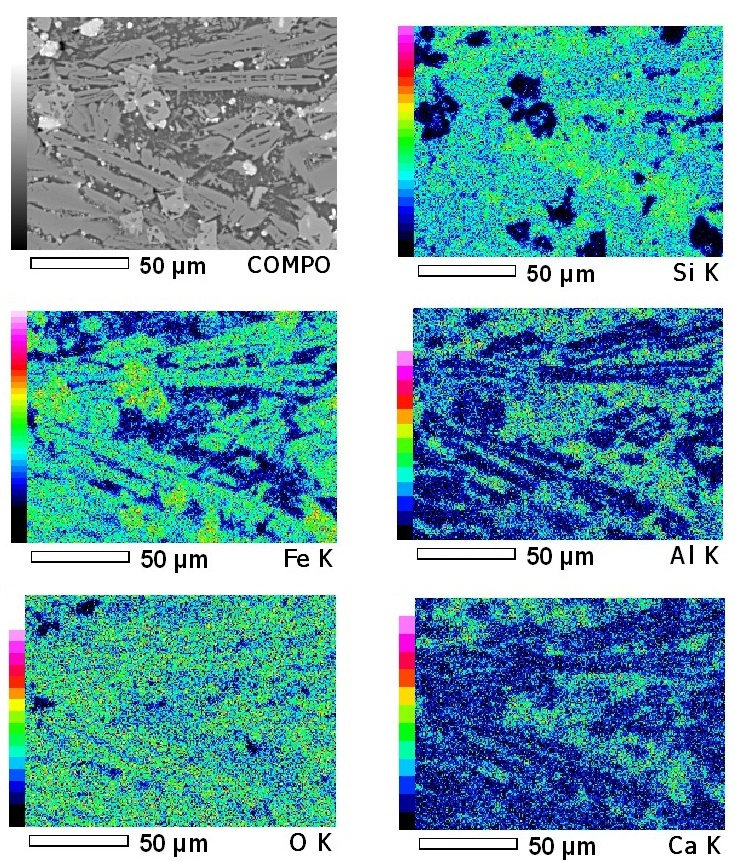 50 µm COMPO
50 µm Si K
50 µm Fe K
50 µm Al K
50 µm O K
50 µm Ca K